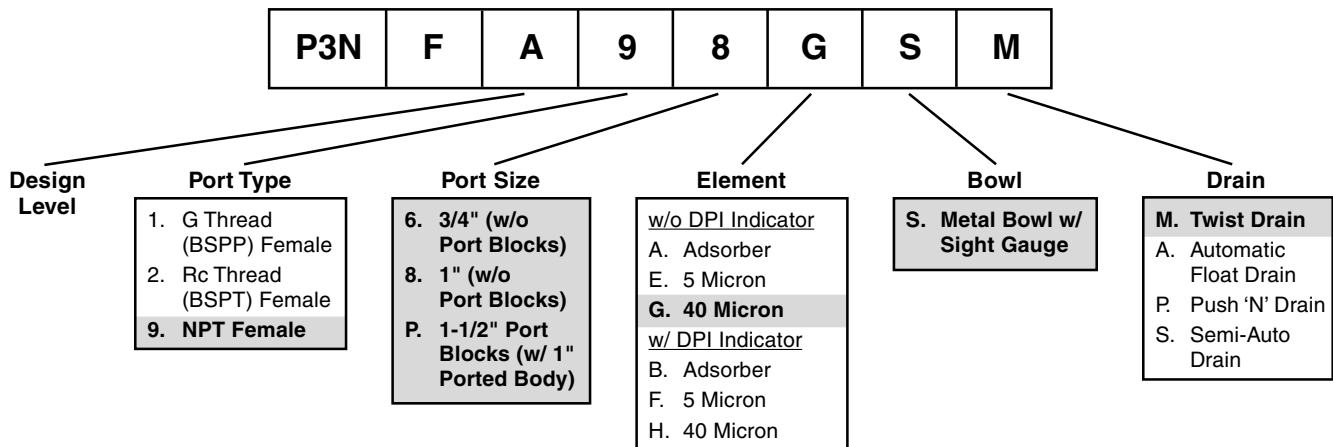 P3N F A 9 8 G S M
Design
Level
Port Type
1. G Thread
(BSPP) Female
2. Rc Thread
(BSPT) Female
9. NPT Female
Port Size
6. 3/4" (w/o
Port Blocks)
8. 1" (w/o
Port Blocks)
P. 1-1/2" Port
Blocks (w/ 1"
Ported Body)
Element
w/o DPI Indicator
A. Adsorber
E. 5 Micron
G. 40 Micron
w/ DPI Indicator
B. Adsorber
F. 5 Micron
H. 40 Micron
Bowl
S. Metal Bowl w/
Sight Gauge
Drain
M. Twist Drain
A. Automatic
Float Drain
P. Push ‘N’ Drain
S. Semi-Auto
Drain